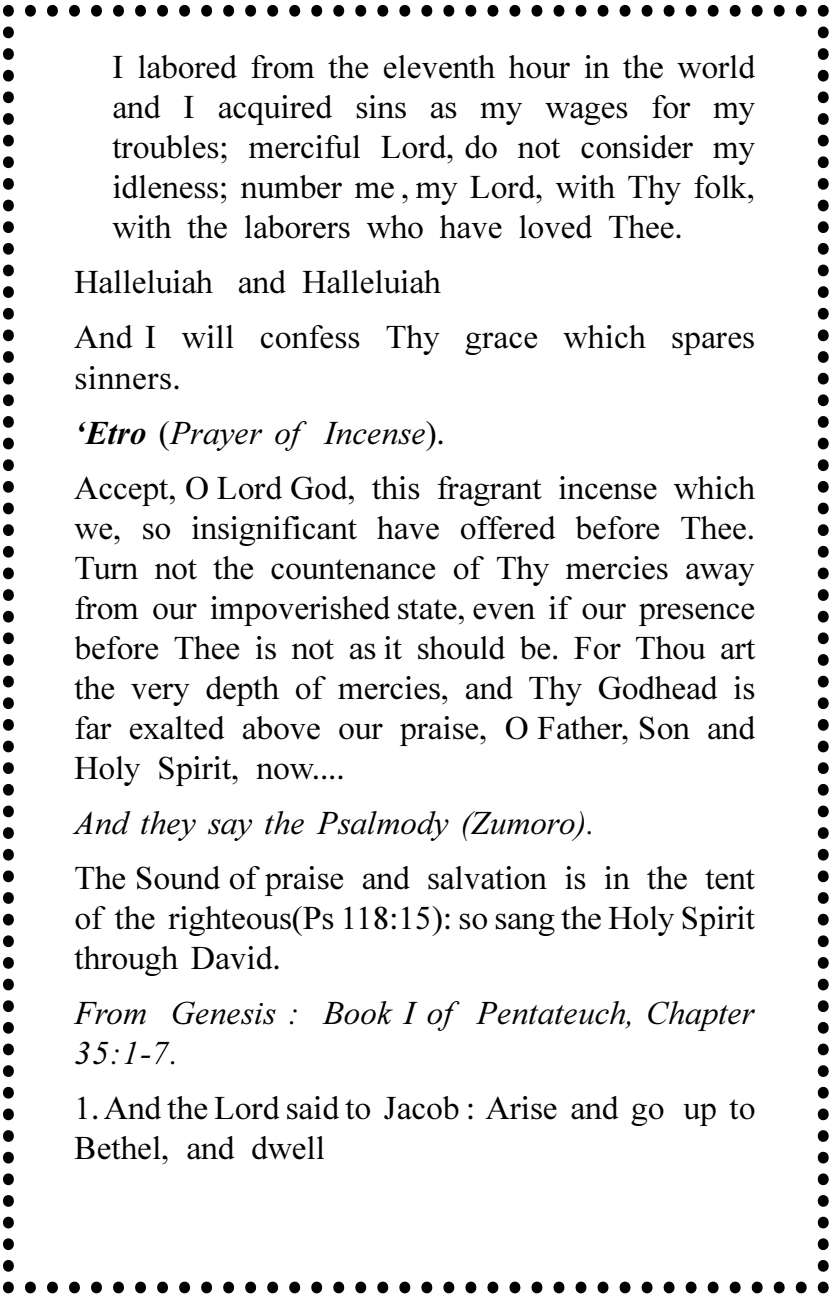 I labored from the eleventh hour in the world
and I acquired sins as my wages for my
troubles; merciful Lord, do not consider my
idleness; number me , my Lord, with Thy folk,
with the laborers who have loved Thee.
Halleluiah and Halleluiah
And I will confess Thy grace which spares
sinners.
‘Etro (Prayer of Incense).
Accept, O Lord God, this fragrant incense which
we, so insignificant have offered before Thee.
Turn not the countenance of Thy mercies away
from our impoverished state, even if our presence
before Thee is not as it should be. For Thou art
the very depth of mercies, and Thy Godhead is
far exalted above our praise, O Father, Son and
Holy Spirit, now....
And they say the Psalmody (Zumoro).
The Sound of praise and salvation is in the tent
of the righteous(Ps 118:15): so sang the Holy Spirit
through David.
From Genesis : Book I of Pentateuch, Chapter
35:1-7.
1. And the Lord said to Jacob : Arise and go up to
Bethel, and dwell